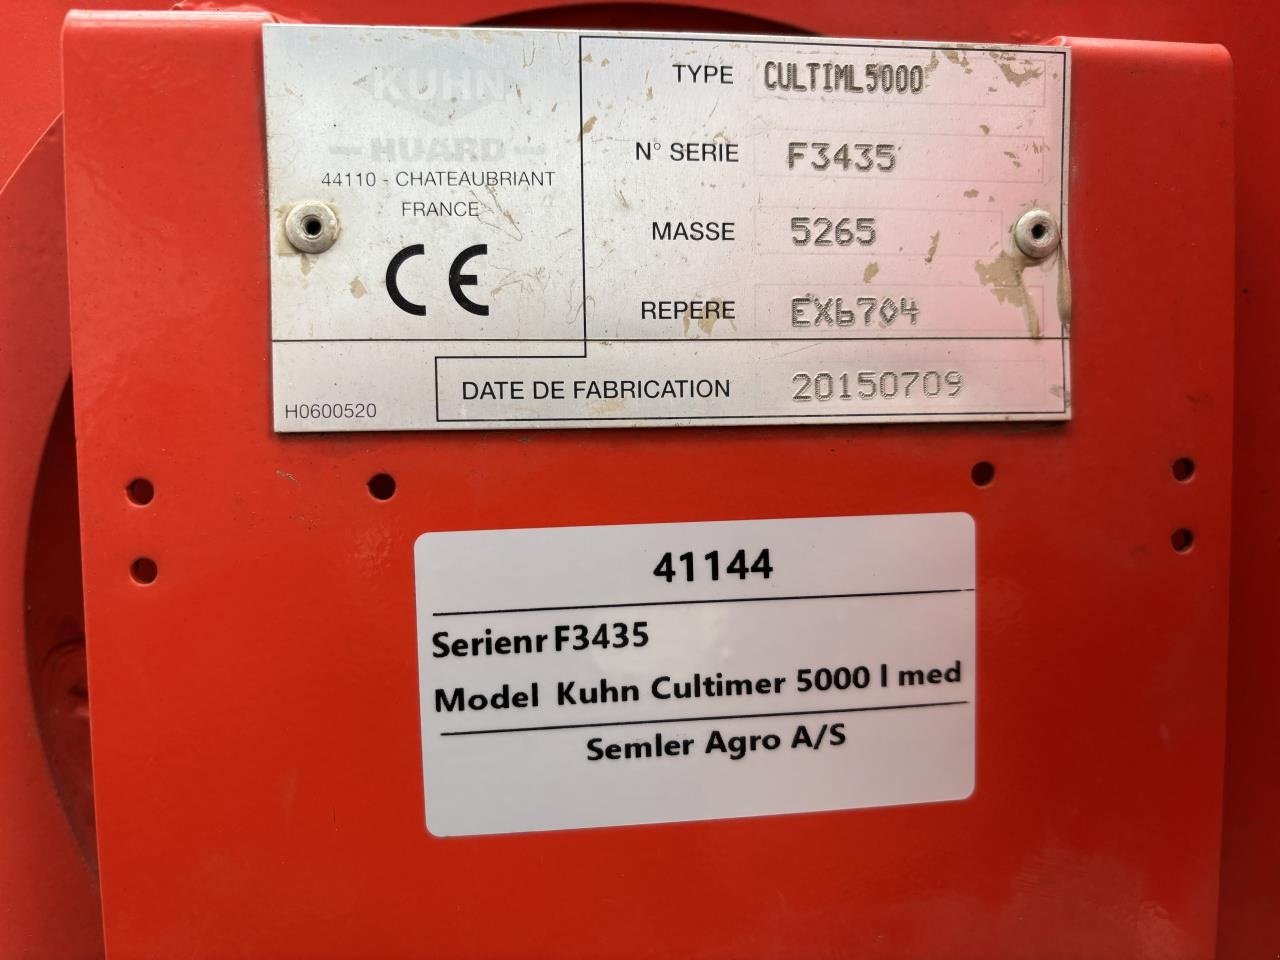 KUHN
HUARD
44110 - CHATEAUBRIANT
FRANCE
CE
TYPE CULTIML5000
N° SERIE F3435
MASSE 5265
REPERE EX6704
DATE DE FABRICATION 20150709
H0600520
41144
Serienr F3435
Model Kuhn Cultimer 5000 l med
Semler Agro A/S